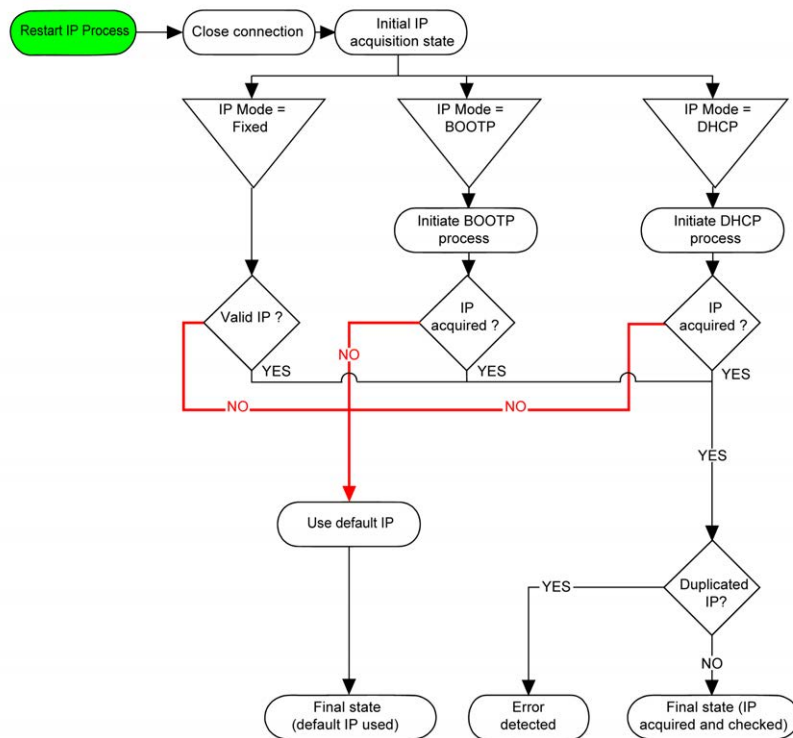 Restart IP Process
Close connection
Initial IP
acquisition state
IP Mode =
Fixed
IP Mode =
BOOTP
IP Mode =
DHCP
Initiate BOOTP
process
Initiate DHCP
process
Valid IP ?
IP
acquired ?
IP
acquired ?
NO
YES
YES
YES
NO
NO
YES
Use default IP
Duplicated
IP?
YES
NO
Final state
(default IP used)
Error
detected
Final state (IP
acquired and checked)